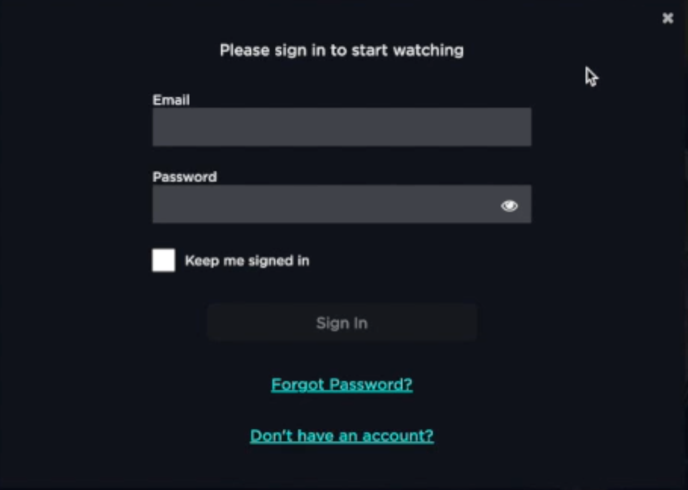 Please sign in to start watching
Email
Password
Keep me signed in
Sign In
Forgot Password?
Don't have an account?